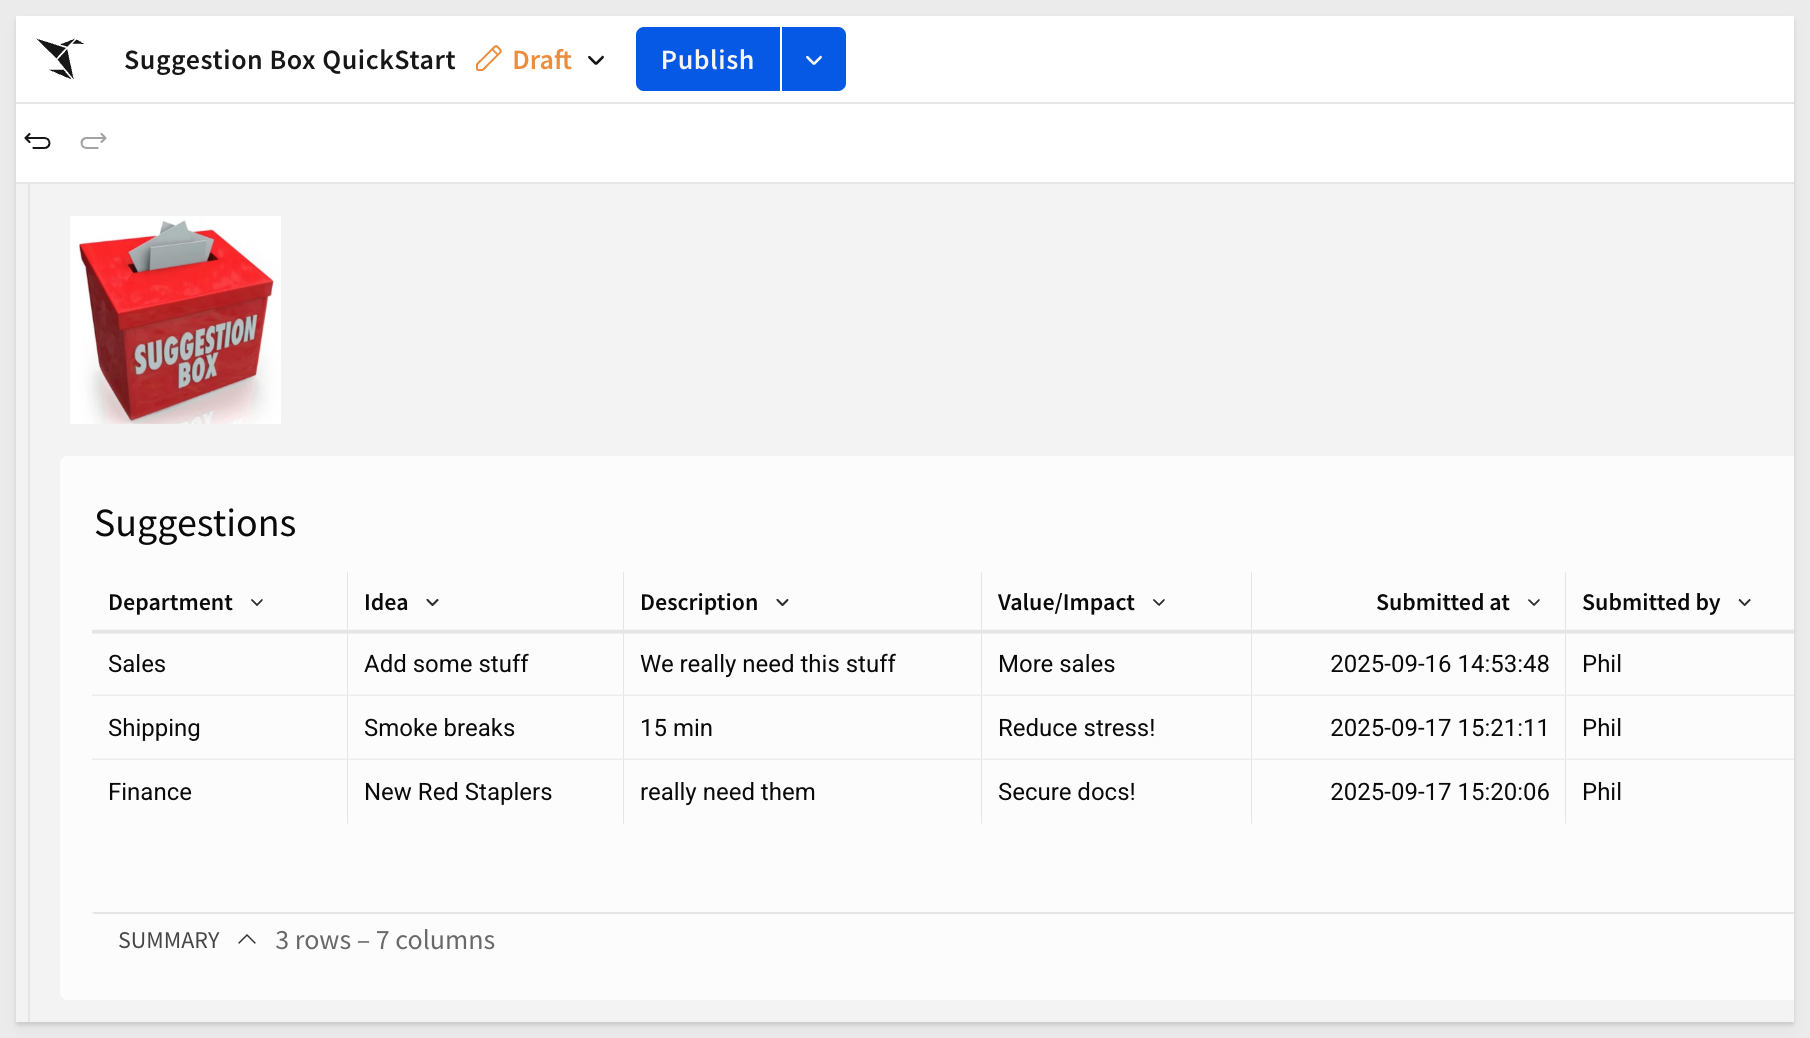 Suggestion Box QuickStart Draft Publish
SUGGESTION
BOX
Suggestions
Department Idea Description Value/Impact Submitted at Submitted by
Sales Add some stuff We really need this stuff More sales 2025-09-16 14:53:48 Phil
Shipping Smoke breaks 15 min Reduce stress! 2025-09-17 15:21:11 Phil
Finance New Red Staplers really need them Secure docs! 2025-09-17 15:20:06 Phil
SUMMARY 3 rows – 7 columns